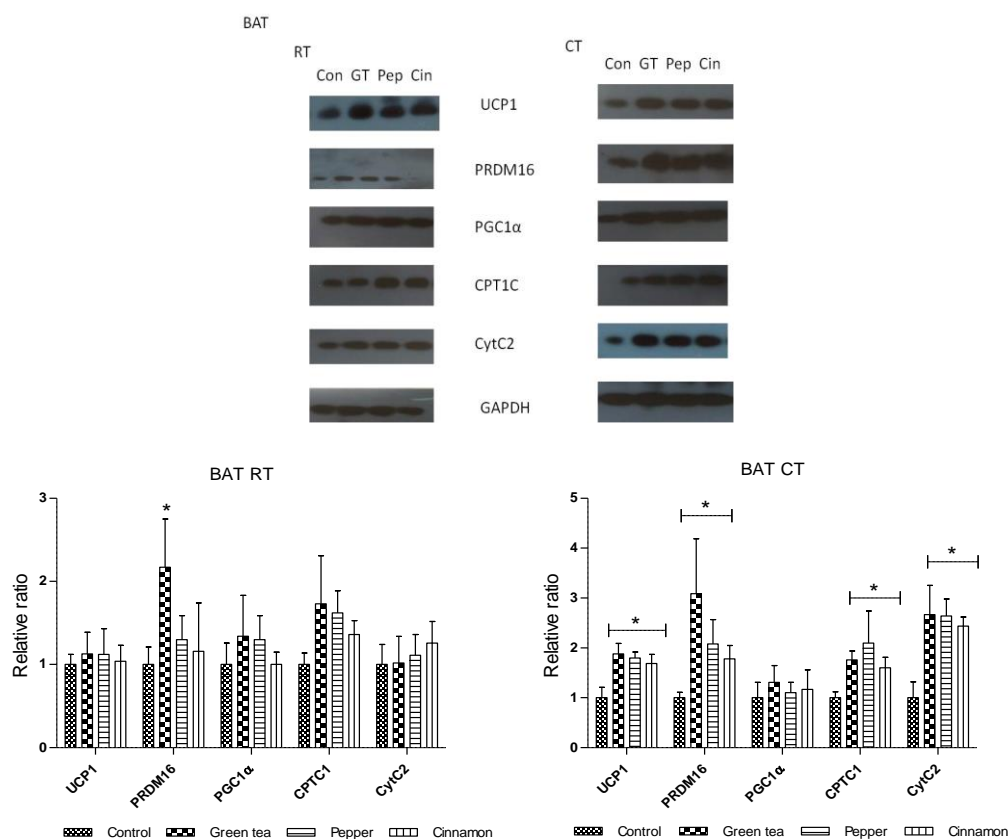 BAT
RT
CT
Con GT Pep Cin
Con GT Pep Cin
UCP1
PRDM16
PGC1α
CPT1C
CytC2
GAPDH
BAT RT
Relative ratio
3
2
1
0
*
UCP1
PRDM16
PGC1α
CPTC1
CytC2
Control Green tea Pepper Cinnamon
BAT CT
Relative ratio
5
4
3
2
1
0
*
*
*
*
UCP1
PRDM16
PGC1α
CPTC1
CytC2
Control Green tea Pepper Cinnamon